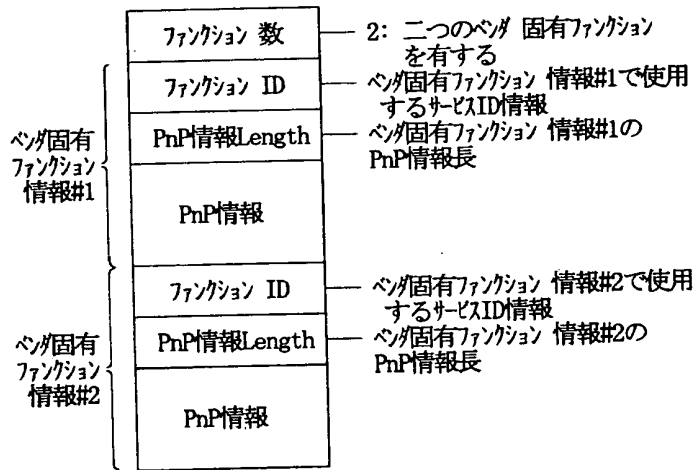 ファンクション 数
2: 二つのベンダ 固有ファンクション
を有する
ベンダ固有
ファンクション
情報#1
ファンクション ID
ベンダ固有ファンクション 情報#1で使用
するサービスID情報
PnP情報Length
ベンダ固有ファンクション 情報#1の
PnP情報長
PnP情報
ベンダ固有
ファンクション
情報#2
ファンクション ID
ベンダ固有ファンクション 情報#2で使用
するサービスID情報
PnP情報Length
ベンダ固有ファンクション 情報#2の
PnP情報長
PnP情報